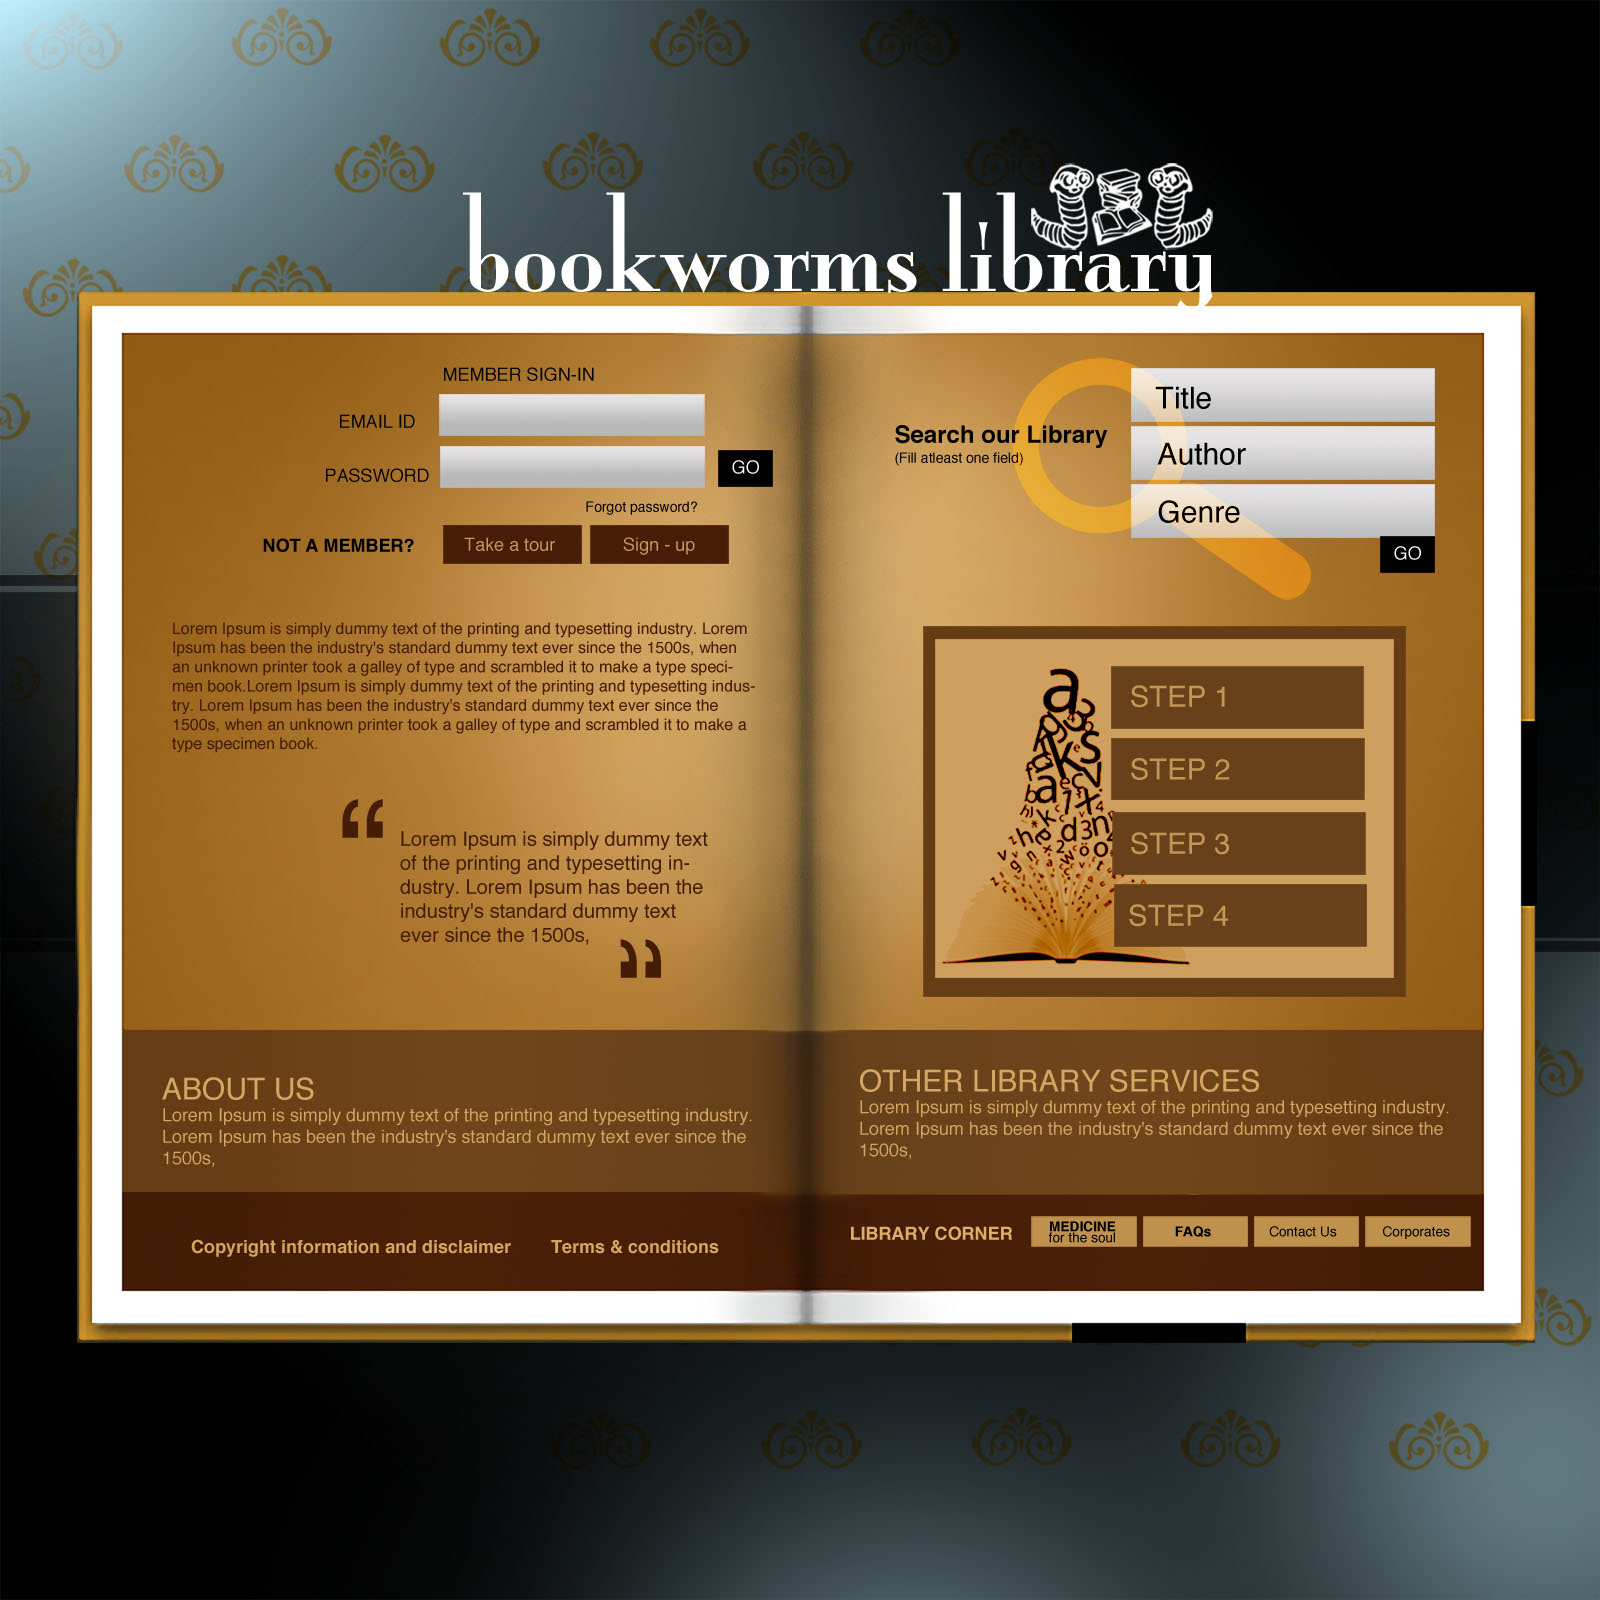 bookworms library
MEMBER SIGN-IN
EMAIL ID
PASSWORD
GO
Forgot password?
NOT A MEMBER?
Take a tour
Sign - up
Lorem Ipsum is simply dummy text of the printing and typesetting industry. Lorem
Ipsum has been the industry's standard dummy text ever since the 1500s, when
an unknown printer took a galley of type and scrambled it to make a type speci-
men book.Lorem Ipsum is simply dummy text of the printing and typesetting indus-
try. Lorem Ipsum has been the industry's standard dummy text ever since the
1500s, when an unknown printer took a galley of type and scrambled it to make a
type specimen book.
“
Lorem Ipsum is simply dummy text
of the printing and typesetting in-
dustry. Lorem Ipsum has been the
industry's standard dummy text
ever since the 1500s,
”
ABOUT US
Lorem Ipsum is simply dummy text of the printing and typesetting industry.
Lorem Ipsum has been the industry's standard dummy text ever since the
1500s,
Copyright information and disclaimer
Terms & conditions
Search our Library
(Fill atleast one field)
Title
Author
Genre
GO
STEP 1
STEP 2
STEP 3
STEP 4
OTHER LIBRARY SERVICES
Lorem Ipsum is simply dummy text of the printing and typesetting industry.
Lorem Ipsum has been the industry's standard dummy text ever since the
1500s,
LIBRARY CORNER
MEDICINE
for the soul
FAQs
Contact Us
Corporates